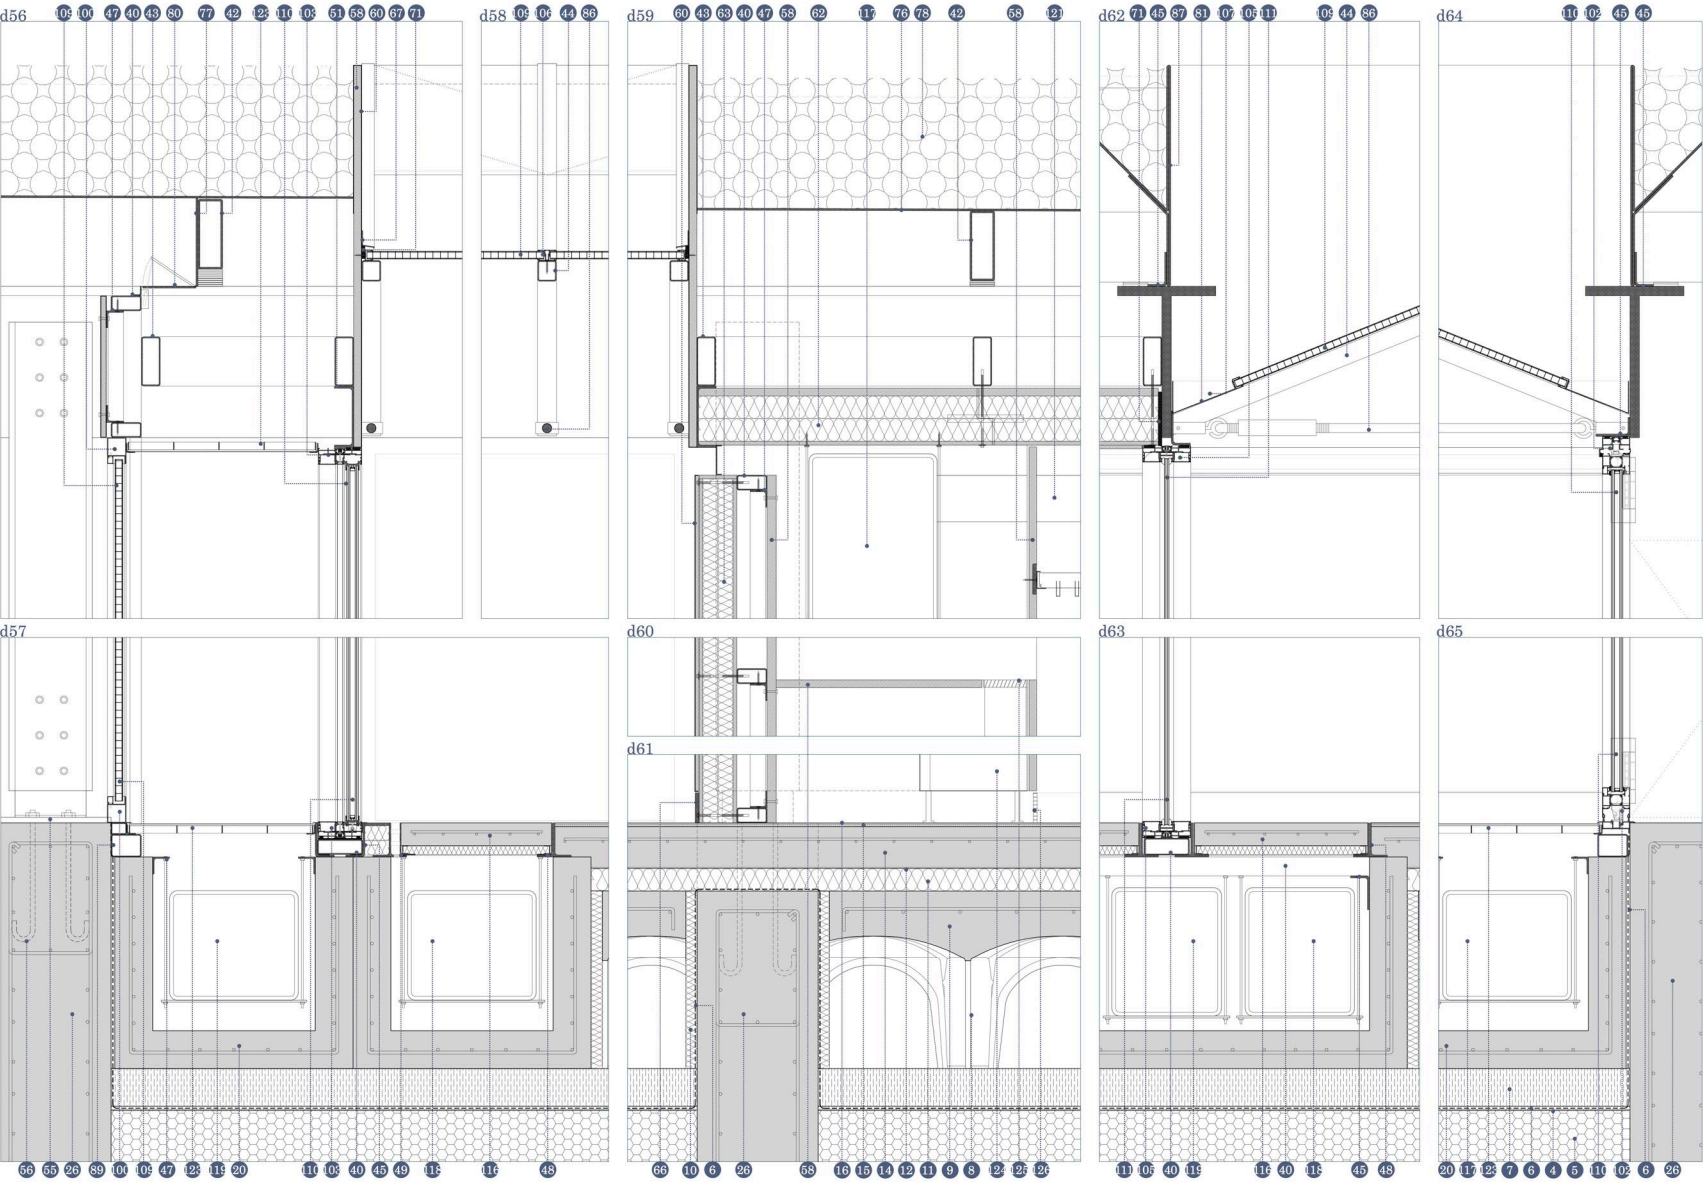 d56 109 100 47 40 43 80 77 42 123 110 103 51 58 60 67 71
d58 109 106 44 86
d59 60 43 63 40 47 58 62 117 76 78 42 58 121
d62 71 45 87 81 107 105 111 109 44 86
d64 110 102 45 45
d57
d60
d63
d65
d61
56 55 26 89 100 109 47 123 119 20 110 103 40 45 49 118 116 48
66 10 6 26 58 16 15 14 12 11 9 8 124 125 126
111 105 40 119 116 40 118 45 48
20 117 123 7 6 4 5 110 102 6 26